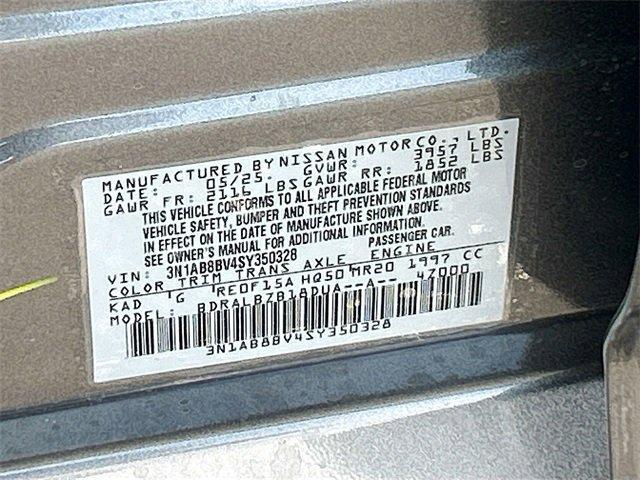 MANUFACTURED BY NISSAN MOTOR CO., LTD.
DATE: 05/25. GVWR: 3957 LBS
GAWR FR: 2116 LBS GAWR RR: 1852 LBS
THIS VEHICLE CONFORMS TO ALL APPLICABLE FEDERAL MOTOR
VEHICLE SAFETY, BUMPER AND THEFT PREVENTION STANDARDS
IN EFFECT ON THE DATE OF MANUFACTURE SHOWN ABOVE.
SEE OWNER'S MANUAL FOR ADDITIONAL INFORMATION.
VIN: 3N1AB8BV4SY350328 PASSENGER CAR.
COLOR TRIM TRANS AXLE ENGINE
KAD G RE0F15A HQ50 MR20 1997 CC
MODEL: BDRALBZB18DUA--A-- 4Z000
3N1AB8BV4SY350328